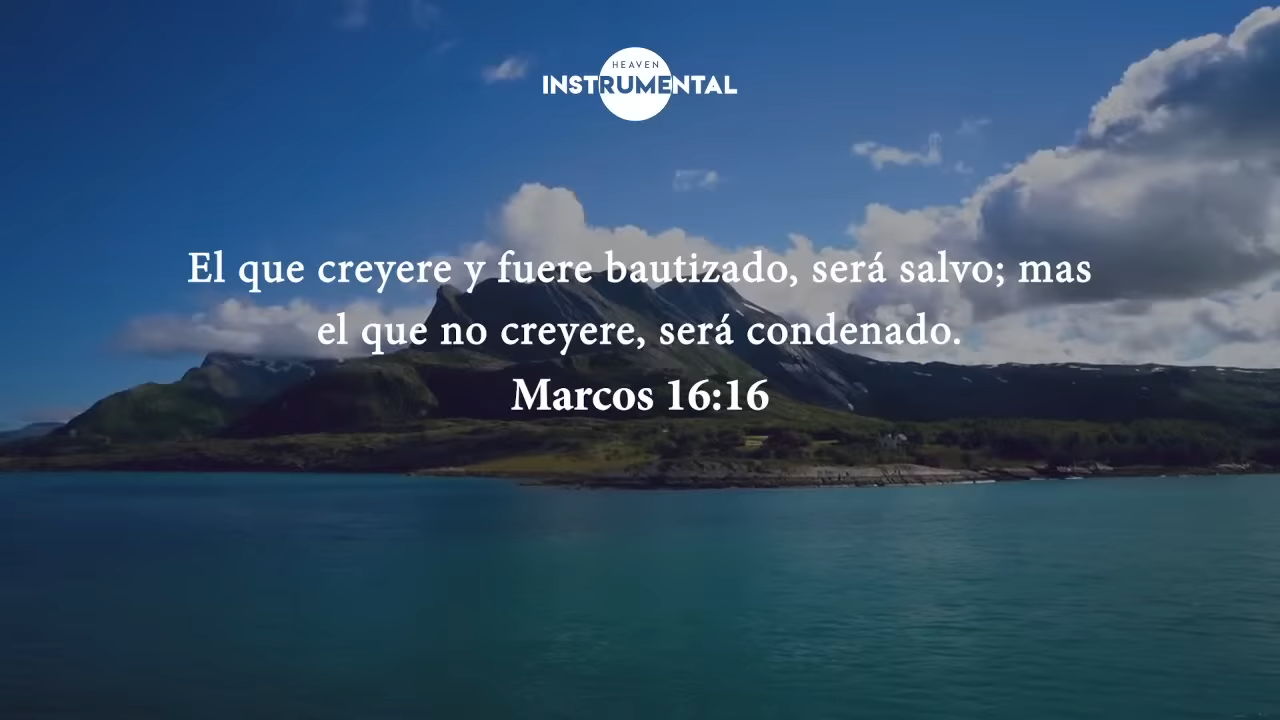 HEAVEN
INSTRUMENTAL
El que creyere y fuere bautizado, será salvo; mas
el que no creyere, será condenado.
Marcos 16:16